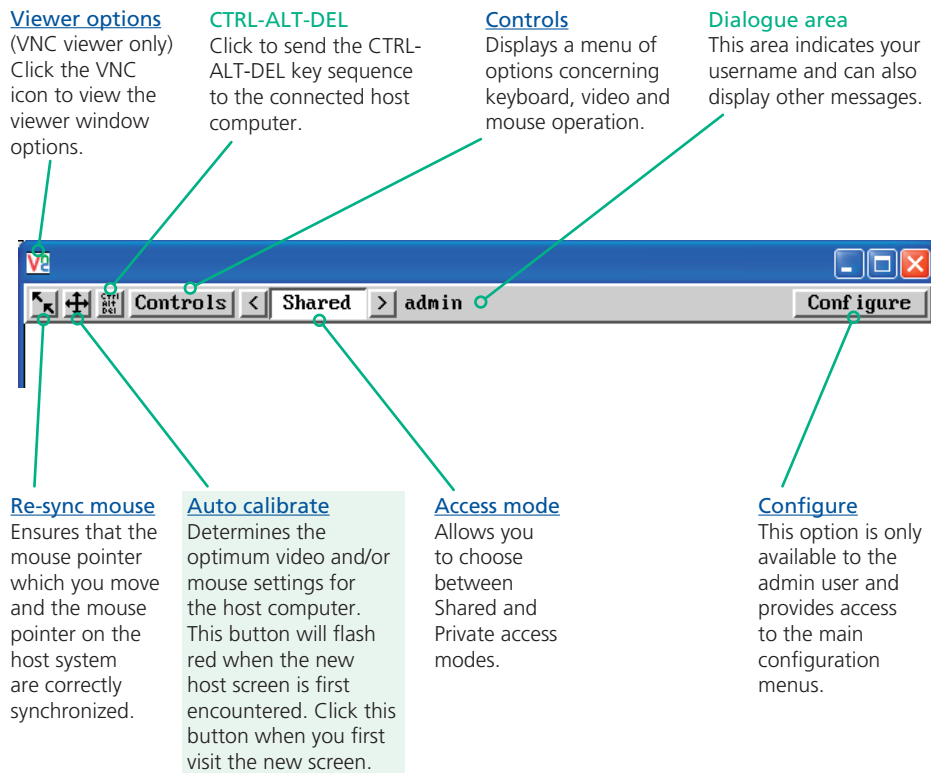 Viewer options
(VNC viewer only)
Click the VNC
icon to view the
viewer window
options.
CTRL-ALT-DEL
Click to send the CTRL-
ALT-DEL key sequence
to the connected host
computer.
Controls
Displays a menu of
options concerning
keyboard, video and
mouse operation.
Dialogue area
This area indicates your
username and can also
display other messages.
V2
Ctrl
Alt
Del
Controls < Shared > admin Configure
Re-sync mouse
Ensures that the
mouse pointer
which you move
and the mouse
pointer on the
host system
are correctly
synchronized.
Auto calibrate
Determines the
optimum video and/or
mouse settings for
the host computer.
This button will flash
red when the new
host screen is first
encountered. Click this
button when you first
visit the new screen.
Access mode
Allows you
to choose
between
Shared and
Private access
modes.
Configure
This option is only
available to the
admin user and
provides access
to the main
configuration
menus.